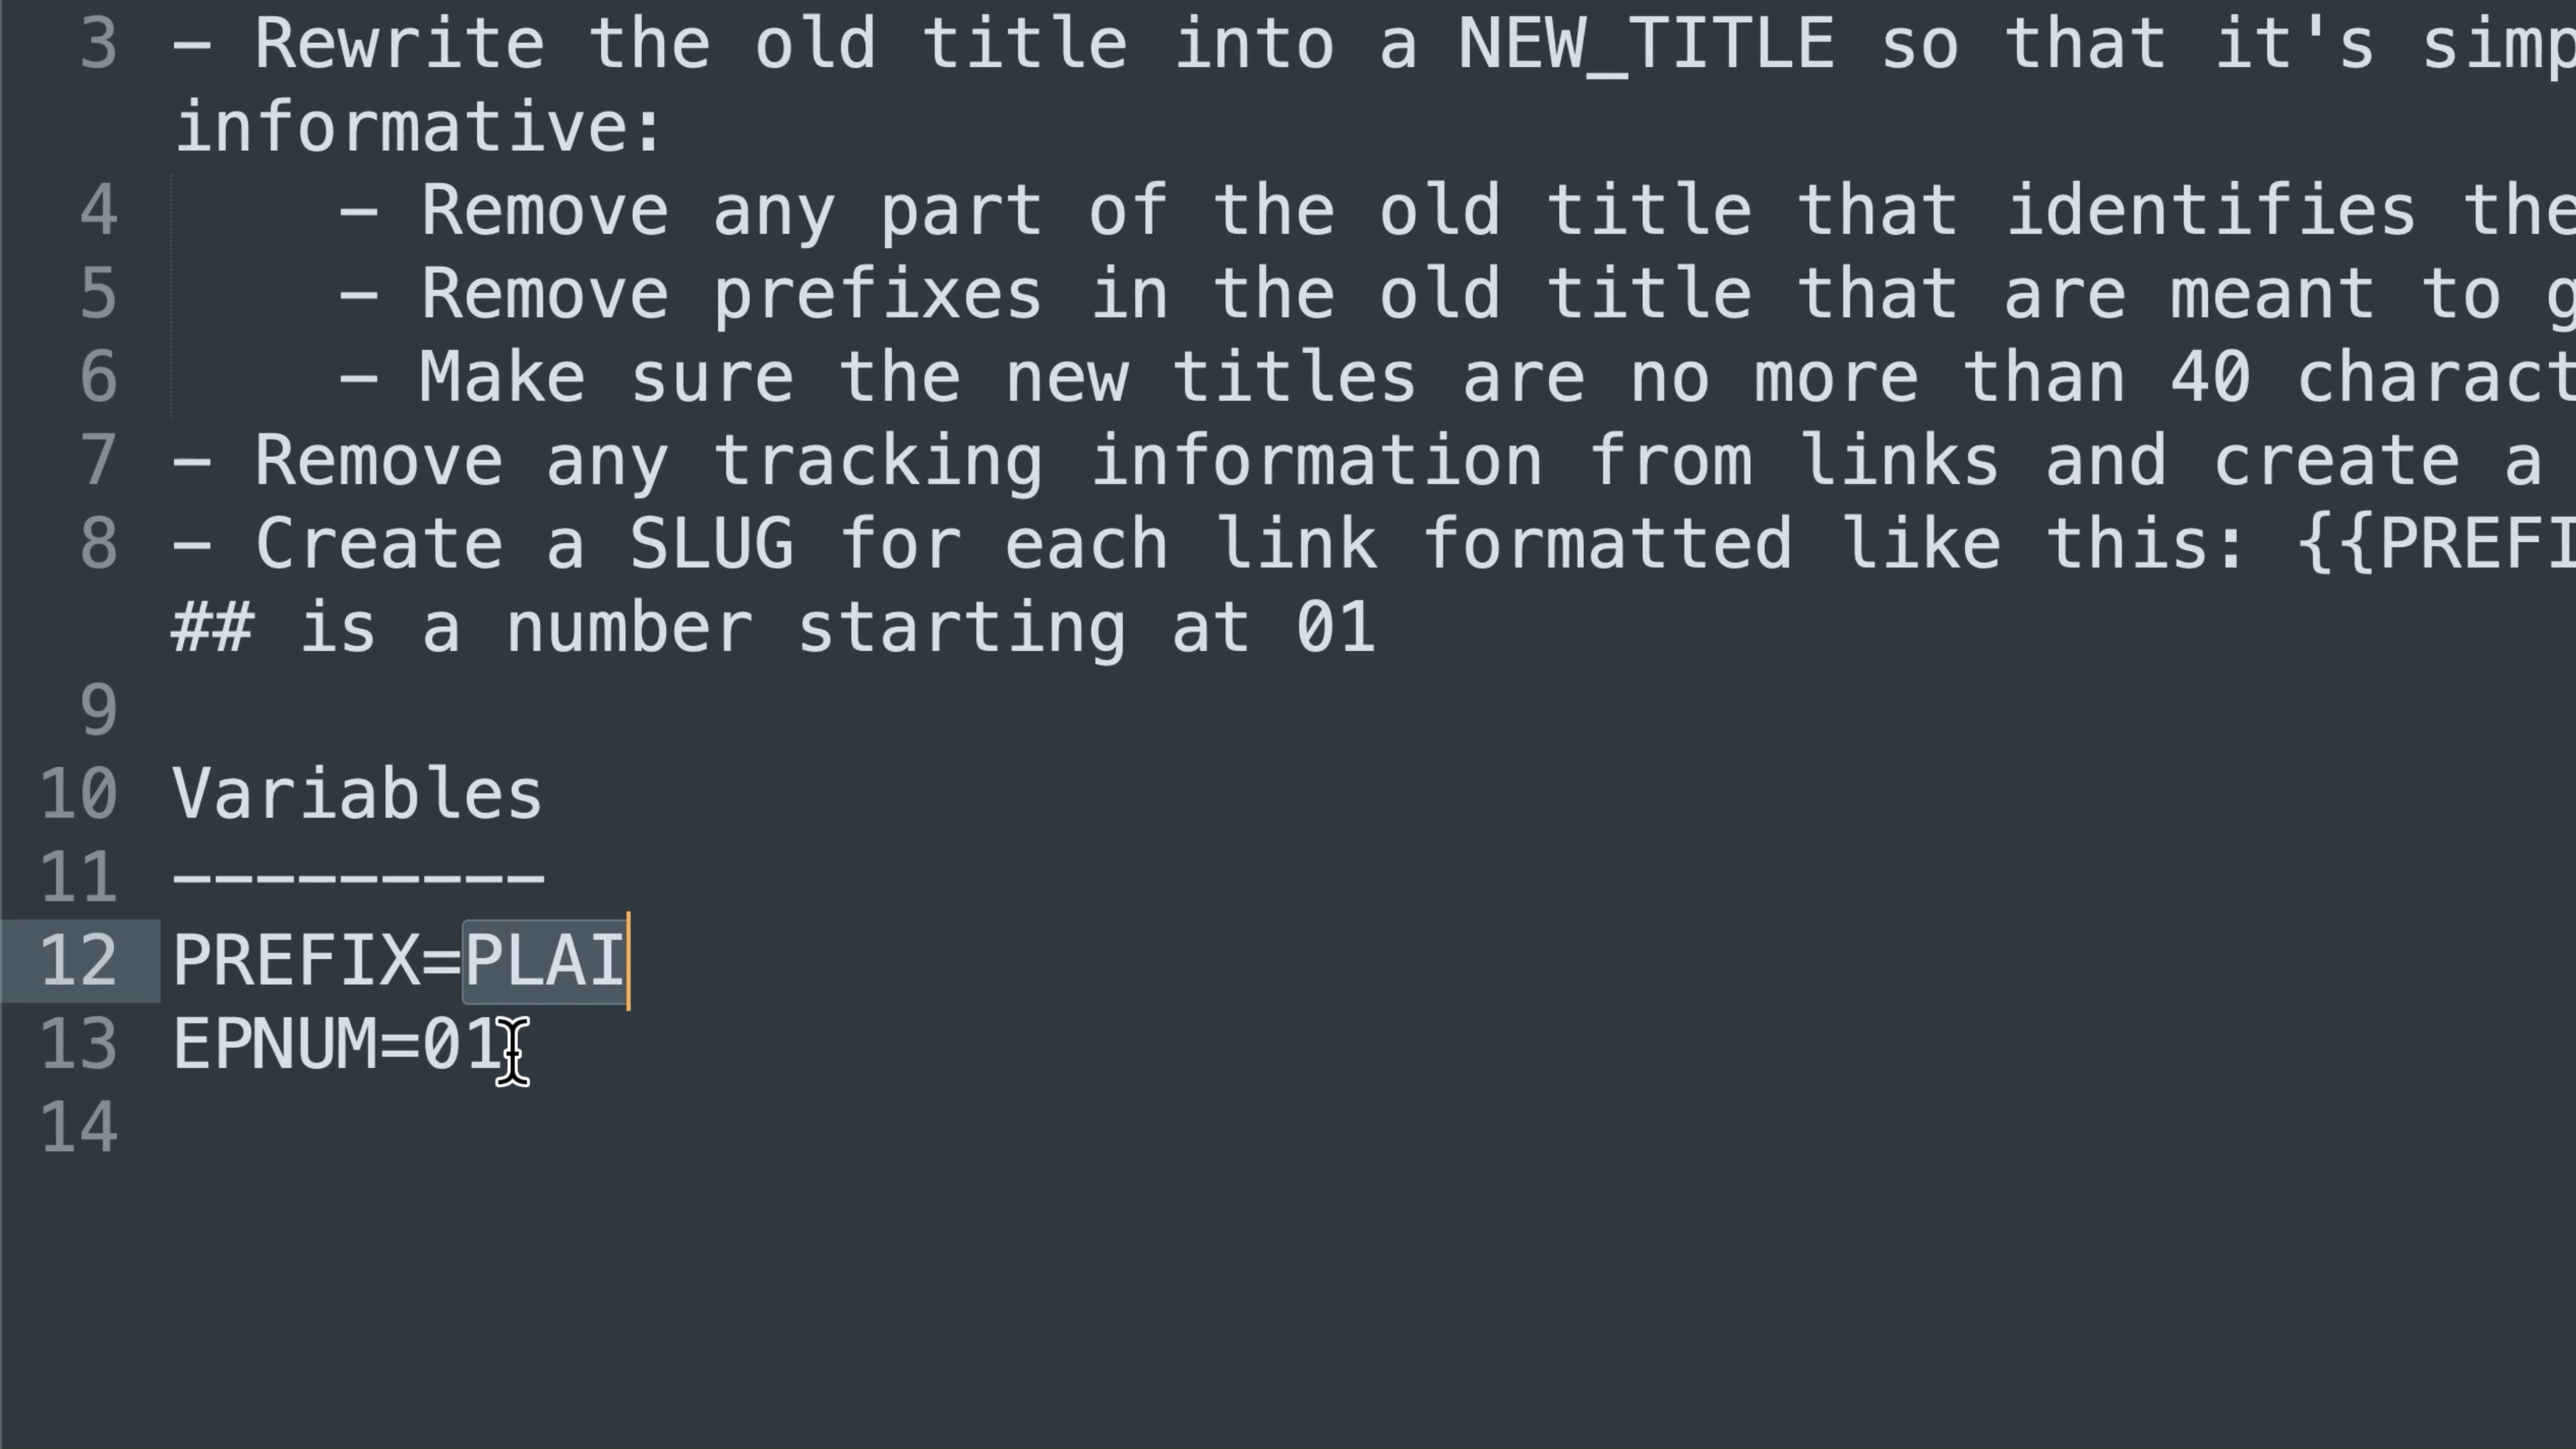 3 - Rewrite the old title into a NEW_TITLE so that it's simp
informative:
4 - Remove any part of the old title that identifies the
5 - Remove prefixes in the old title that are meant to g
6 - Make sure the new titles are no more than 40 charact
7 - Remove any tracking information from links and create a
8 - Create a SLUG for each link formatted like this: {{PREFI
## is a number starting at 01
9
10 Variables
11 ---------
12 PREFIX=PLAI
13 EPNUM=01
14